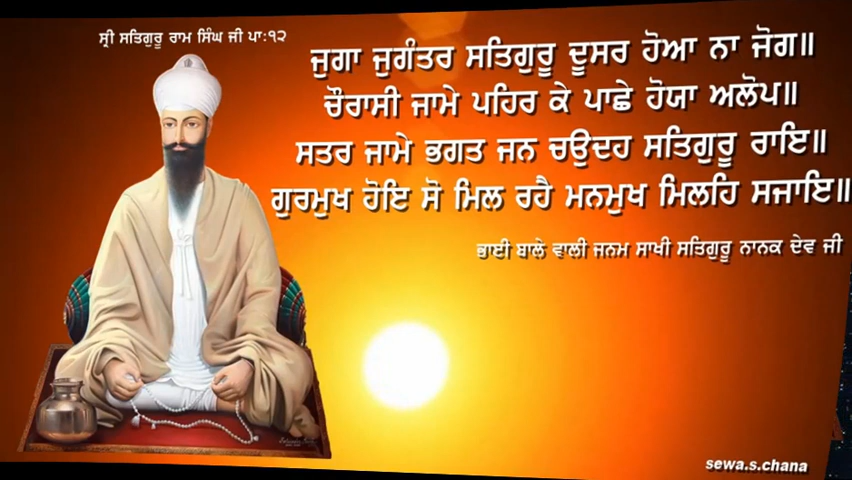 ਸ੍ਰੀ ਸਤਿਗੁਰੂ ਰਾਮ ਸਿੰਘ ਜੀ ਪਾ:੧੨
ਜੁਗਾ ਜੁਗੰਤਰ ਸਤਿਗੁਰੂ ਦੂਸਰ ਹੋਆ ਨਾ ਜੋਗ॥
ਚੌਰਾਸੀ ਜਾਮੇ ਪਹਿਰ ਕੇ ਪਾਛੇ ਹੋਯਾ ਅਲੋਪ॥
ਸਤਰ ਜਾਮੇ ਭਗਤ ਜਨ ਚਉਦਹ ਸਤਿਗੁਰੂ ਰਾਇ॥
ਗੁਰਮੁਖ ਹੋਇ ਸੋ ਮਿਲ ਰਹੈ ਮਨਮੁਖ ਮਿਲਹਿ ਸਜਾਇ॥
ਭਾਈ ਬਾਲੇ ਵਾਲੀ ਜਨਮ ਸਾਖੀ ਸਤਿਗੁਰੂ ਨਾਨਕ ਦੇਵ ਜੀ
sewa.s.chana